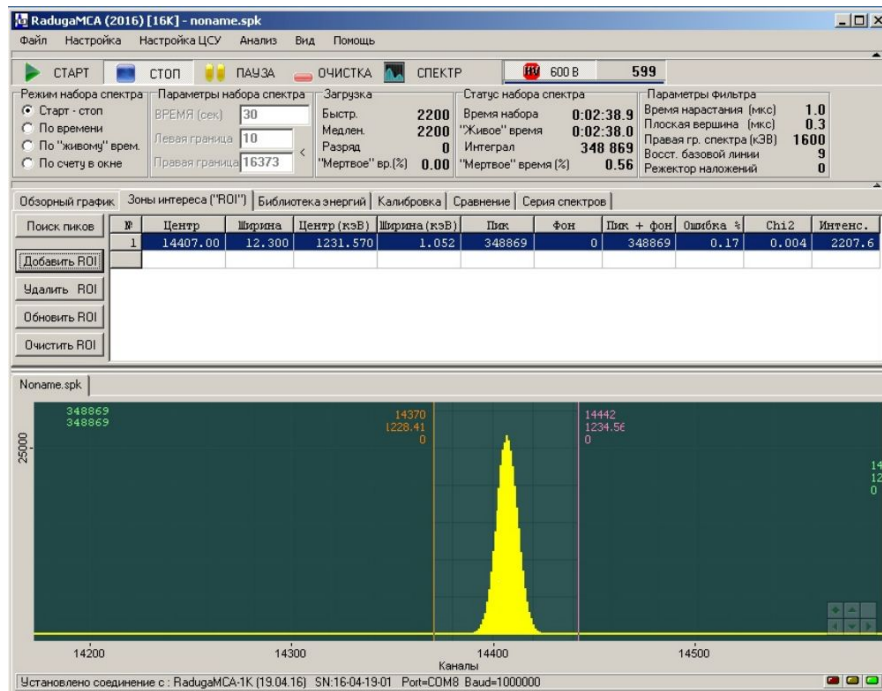 RadugaMCA (2016) [16K] - noname.spk
Файл Настройка Настройка ЦСУ Анализ Вид Помощь
СТАРТ СТОП ПАУЗА ОЧИСТКА СПЕКТР HV 600 В 599
Режим набора спектра Параметры набора спектра Загрузка Статус набора спектра Параметры Фильтра
Старт - стоп ВРЕМЯ (сек) 30 Быстр. 2200 Время набора 0:02:38.9 Время нарастания (мкс) 1.0
По времени Медлен. 2200 "Живое" время 0:02:38.0 Плоская вершина (мкс) 0.3
По "живому" врем. Левая граница 10 Разряд 0 Интеграл 348 869 Правая гр. спектра (кЭВ) 1600
По счету в окне Правая граница 16373 < "Мертвое" вр.(%) 0.00 "Мертвое" время (%) 0.56 Восст. базовой линии 9
Режектор наложений 0
Обзорный график Зоны интереса ("ROI") Библиотека энергий Калибровка Сравнение Серия спектров
Поиск пиков № Центр Ширина Центр (кэВ) Ширина (кэВ) Пик Фон Пик + фон Ошибка % Chi2 Интенс.
1 14407.00 12.300 1231.570 1.052 348869 0 348869 0.17 0.004 2207.6
Добавить ROI
Удалить ROI
Обновить ROI
Очистить ROI
Noname.spk
348869 14370 14442
348869 1228.41 1234.56
0 0
25000
14
12
0
14200 14300 14400 14500
Каналы
Установлено соединение с : RadugaMCA-1K (19.04.16) SN:16-04-19-01 Port=COM8 Baud=1000000